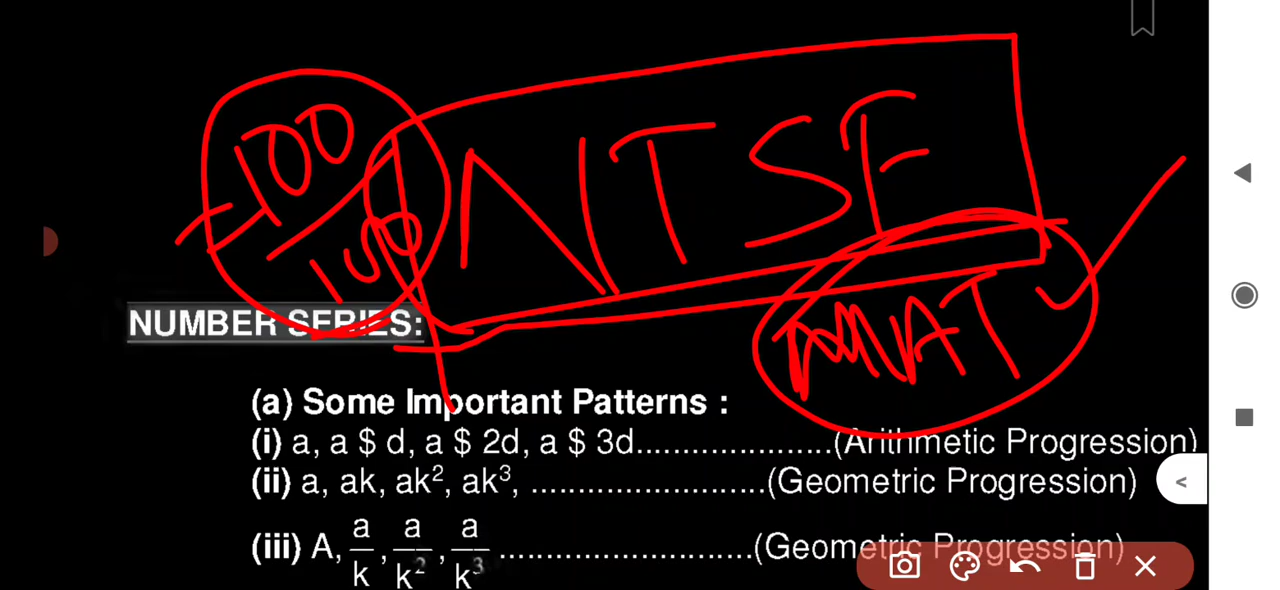 100
100
NTSE
MAT
NUMBER SERIES:
(a) Some Important Patterns :
(i) a, a $ d, a $ 2d, a $ 3d.....................(Arithmetic Progression)
(ii) a, ak, ak², ak³, .........................(Geometric Progression)
(iii) A, a/k, a/k², a/k³ ...........................(Geometric Progression)